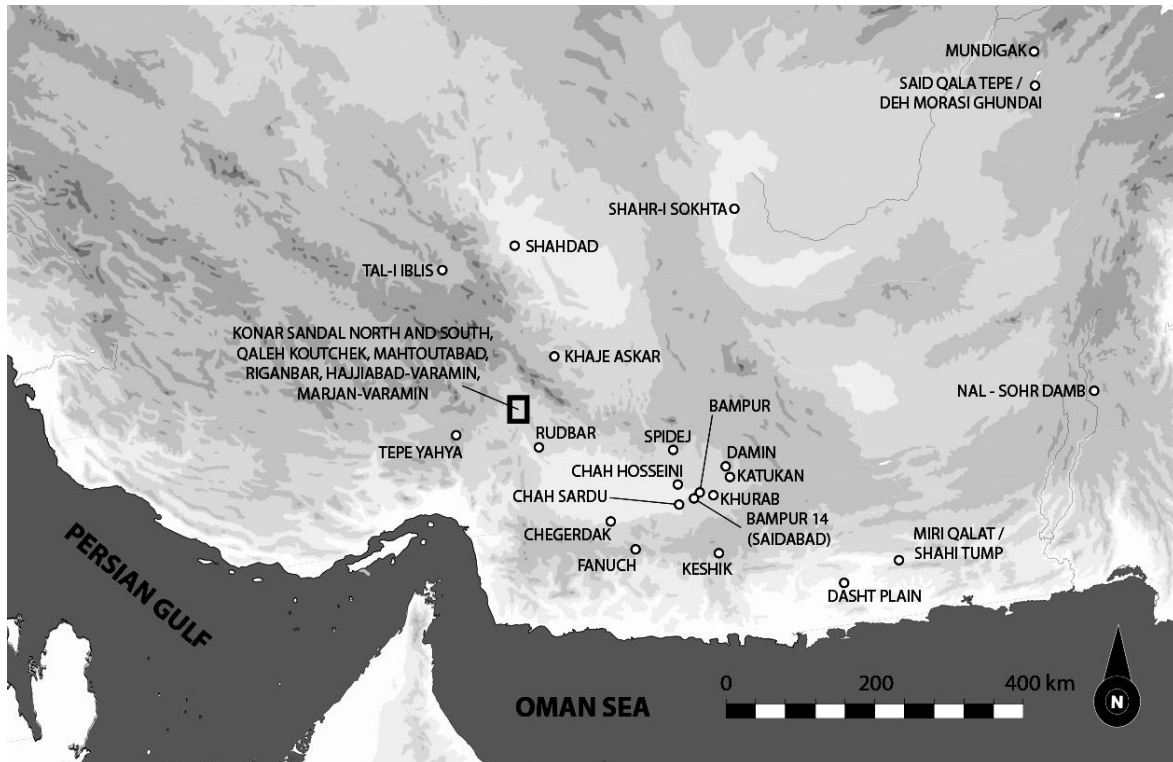 MUNDIGAK
SAID QALA TEPE /
DEH MORASI GHUNDAI
SHAHR-I SOKHTA
SHAHDAD
TAL-I IBLIS
KONAR SANDAL NORTH AND SOUTH,
QALEH KOUTCHEK, MAHTOUTABAD,
RIGANBAR, HAJJIABAD-VARAMIN,
MARJAN-VARAMIN
KHAJE ASKAR
NAL - SOHR DAMB
BAMPUR
TEPE YAHYA
RUDBAR
SPIDEJ
DAMIN
KATUKAN
CHAH HOSSEINI
CHAH SARDU
KHURAB
BAMPUR 14
(SAIDABAD)
CHEGERDAK
FANUCH
KESHIK
MIRI QALAT /
SHAHI TUMP
DASHT PLAIN
PERSIAN GULF
OMAN SEA
0 200 400 km
N